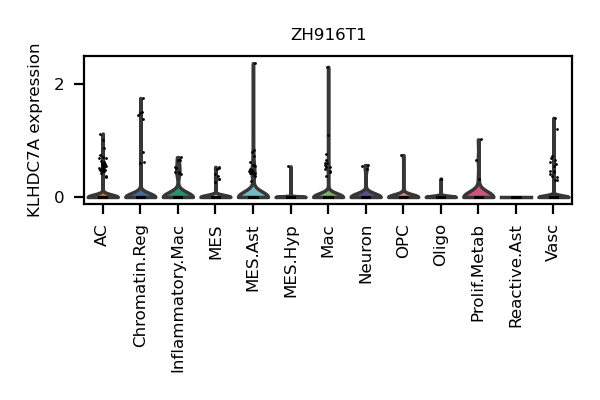 ZH916T1
KLHDC7A expression
2
0
AC
Chromatin.Reg
Inflammatory.Mac
MES
MES.Ast
MES.Hyp
Mac
Neuron
OPC
Oligo
Prolif.Metab
Reactive.Ast
Vasc